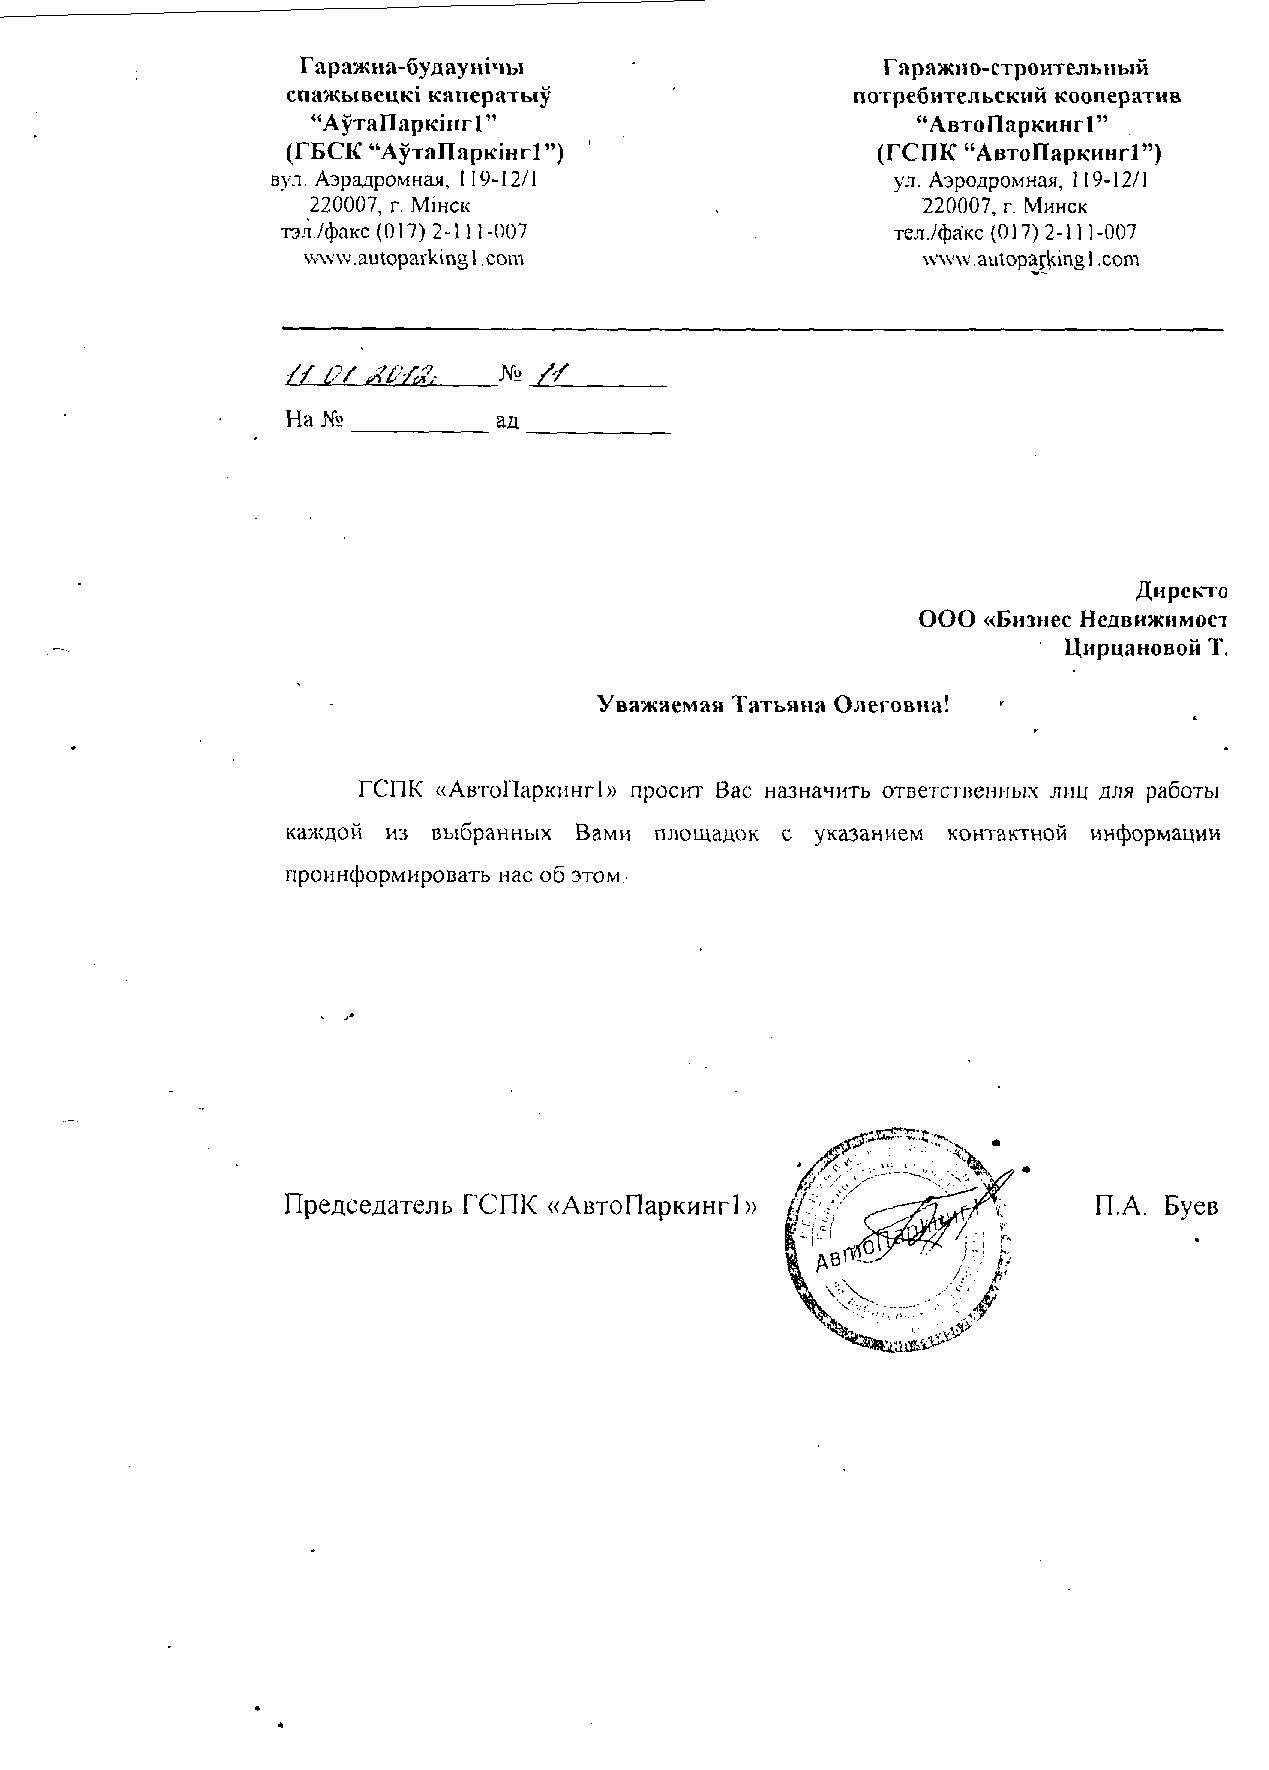 Гаражна-будаунічы
спажывецкі каператыў
“АўтаПаркінг1”
(ГБСК “АўтаПаркінг1”)
вул. Аэрадромная, 119-12/1
220007, г. Мінск
тэл./факс (017) 2-111-007
www.autoparking1.com
Гаражно-строительный
потребительский кооператив
“АвтоПаркинг1”
(ГСПК “АвтоПаркинг1”)
ул. Аэродромная, 119-12/1
220007, г. Минск
тел./факс (017) 2-111-007
www.autoparking1.com
11 01 2012. № 11
На № ад
Директо
ООО «Бизнес Недвижимост
Цирцановой Т.
Уважаемая Татьяна Олеговна!
ГСПК «АвтоПаркинг1» просит Вас назначить ответственных лиц для работы
каждой из выбранных Вами площадок с указанием контактной информации
проинформировать нас об этом.
Председатель ГСПК «АвтоПаркинг1»
АвтоПаркинг1
П.А. Буев